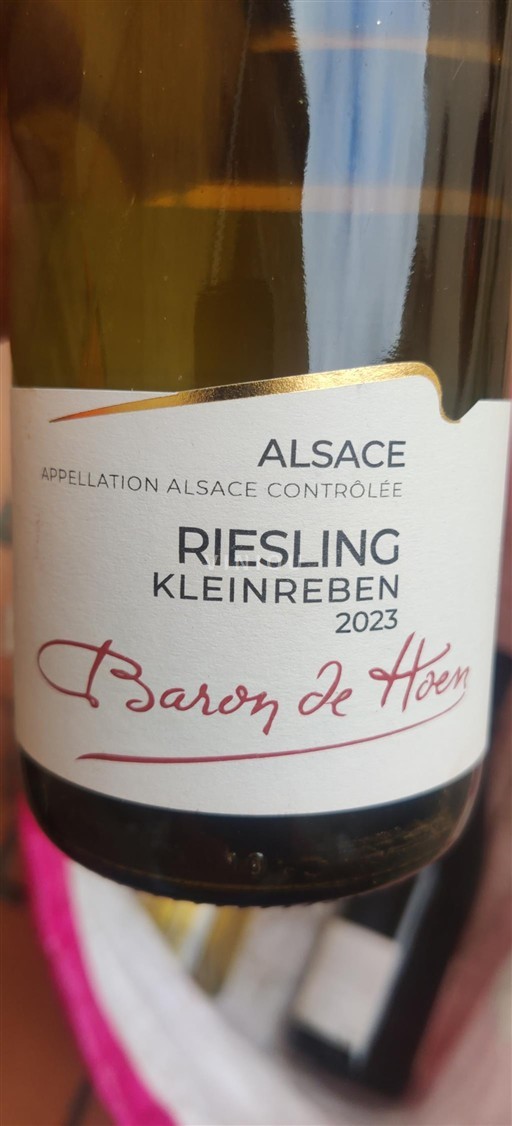 ALSACE
APPELLATION ALSACE CONTRÔLÉE
RIESLING
KLEINREBEN
2023
Baron de Hoen